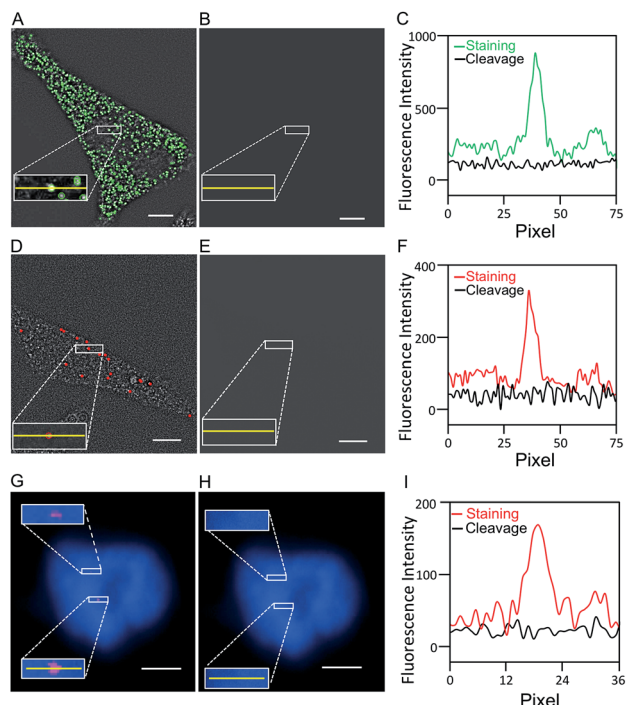 A
B
C
Staining
Cleavage
Fluorescence Intensity
1000
500
0
0 25 50 75
Pixel
D
E
F
Staining
Cleavage
Fluorescence Intensity
400
200
0
0 25 50 75
Pixel
G
H
I
Staining
Cleavage
Fluorescence Intensity
200
100
50
0
0 12 24 36
Pixel